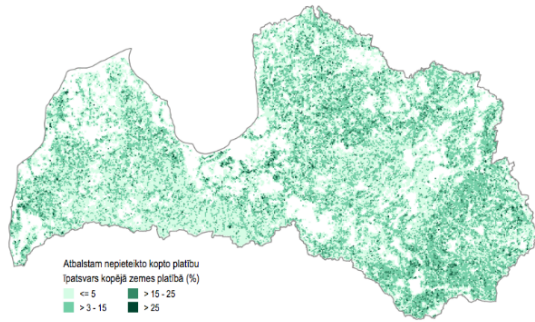 Atbalstam nepieteikto kopto platību
īpatsvars kopējā zemes platībā (%)
<= 5 > 15 - 25
> 3 - 15 > 25